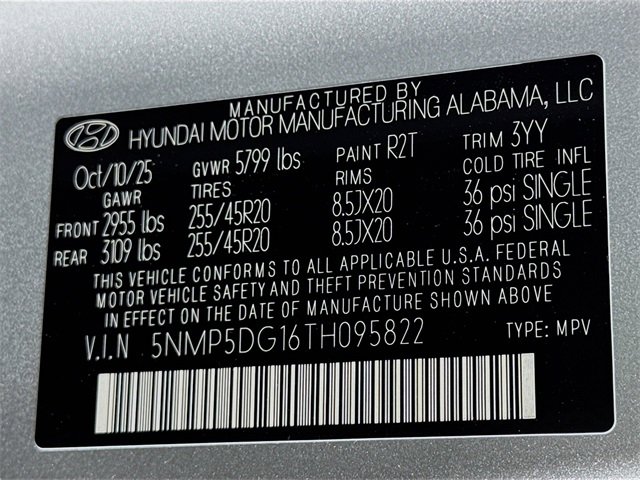 MANUFACTURED BY
HYUNDAI MOTOR MANUFACTURING ALABAMA, LLC
Oct/10/25 GVWR 5799 lbs PAINT R2T TRIM 3YY
GAWR TIRES RIMS COLD TIRE INFL
FRONT 2955 lbs 255/45R20 8.5JX20 36 psi SINGLE
REAR 3109 lbs 255/45R20 8.5JX20 36 psi SINGLE
THIS VEHICLE CONFORMS TO ALL APPLICABLE U.S.A. FEDERAL
MOTOR VEHICLE SAFETY AND THEFT PREVENTION STANDARDS
IN EFFECT ON THE DATE OF MANUFACTURE SHOWN ABOVE
V.I.N 5NMP5DG16TH095822 TYPE: MPV